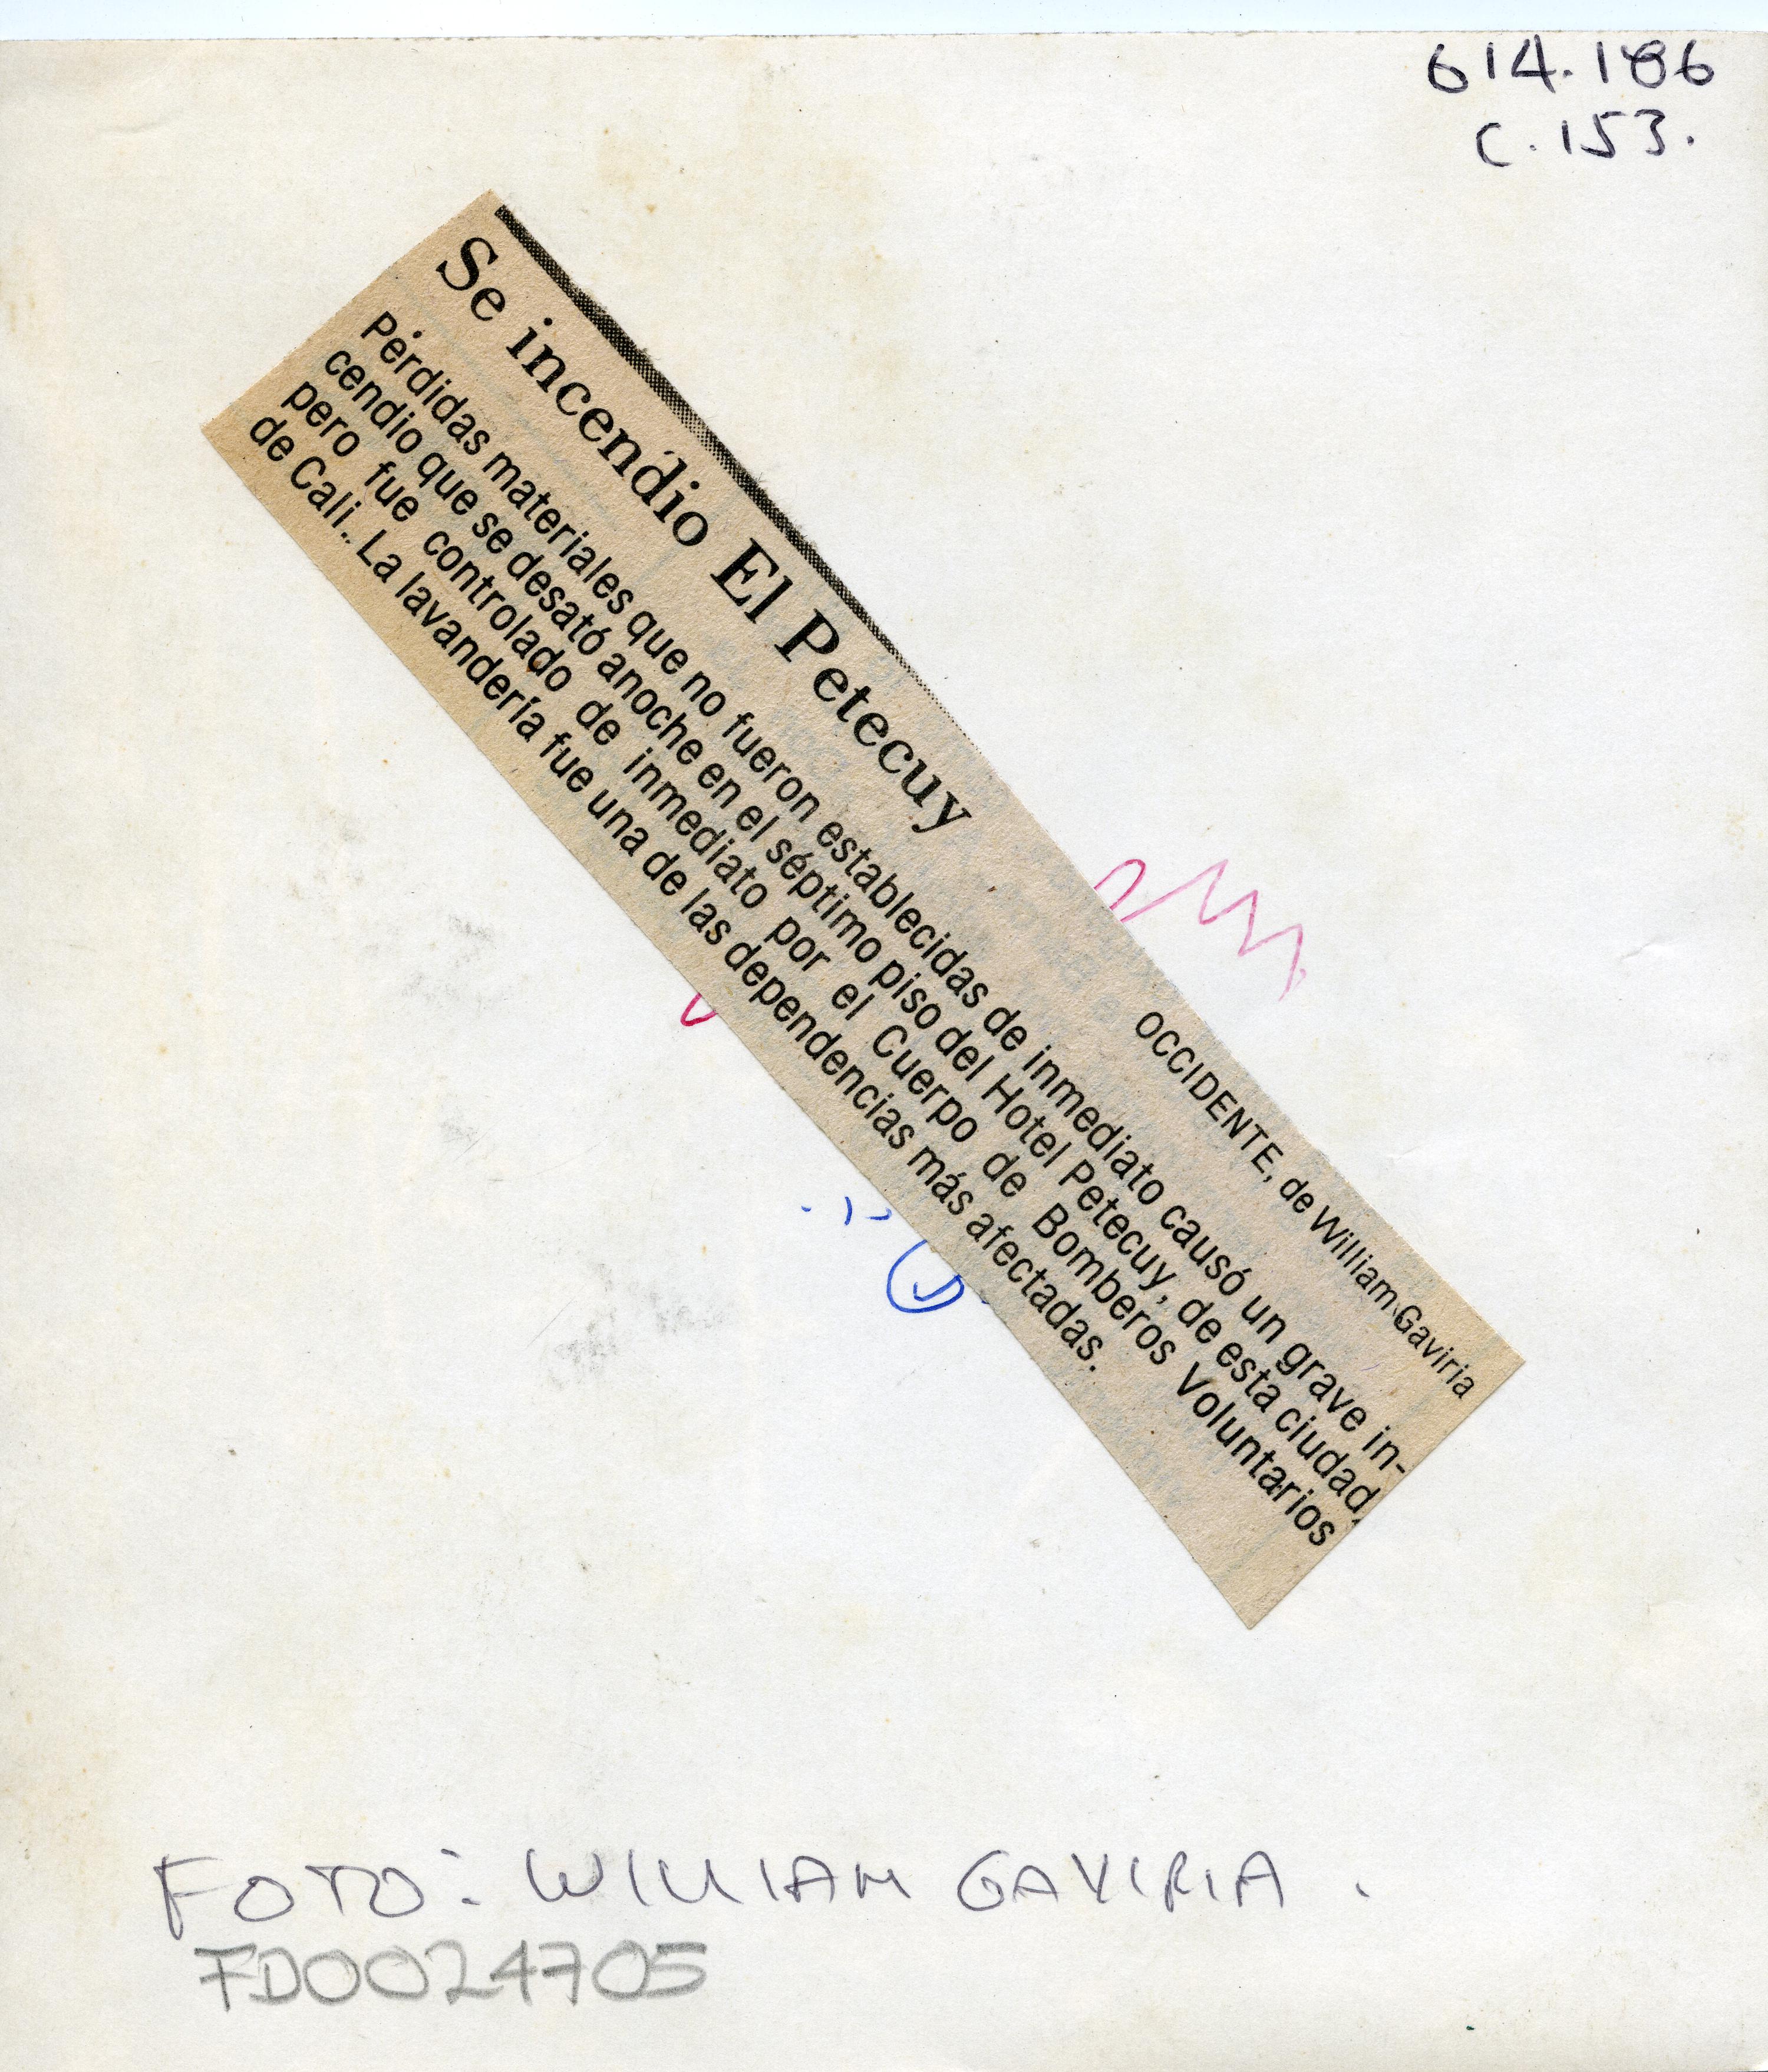 614.186
C.153.
Se incendio El Petecuy
OCCIDENTE, de William Gaviria
Pérdidas materiales que no fueron establecidas de inmediato causó un grave in-
cendio que se desató anoche en el séptimo piso del Hotel Petecuy, de esta ciudad,
pero fue controlado de inmediato por el Cuerpo de Bomberos Voluntarios
de Cali.. La lavandería fue una de las dependencias más afectadas.
FOTO: WILLIAM GAVIRIA.
FD0024705